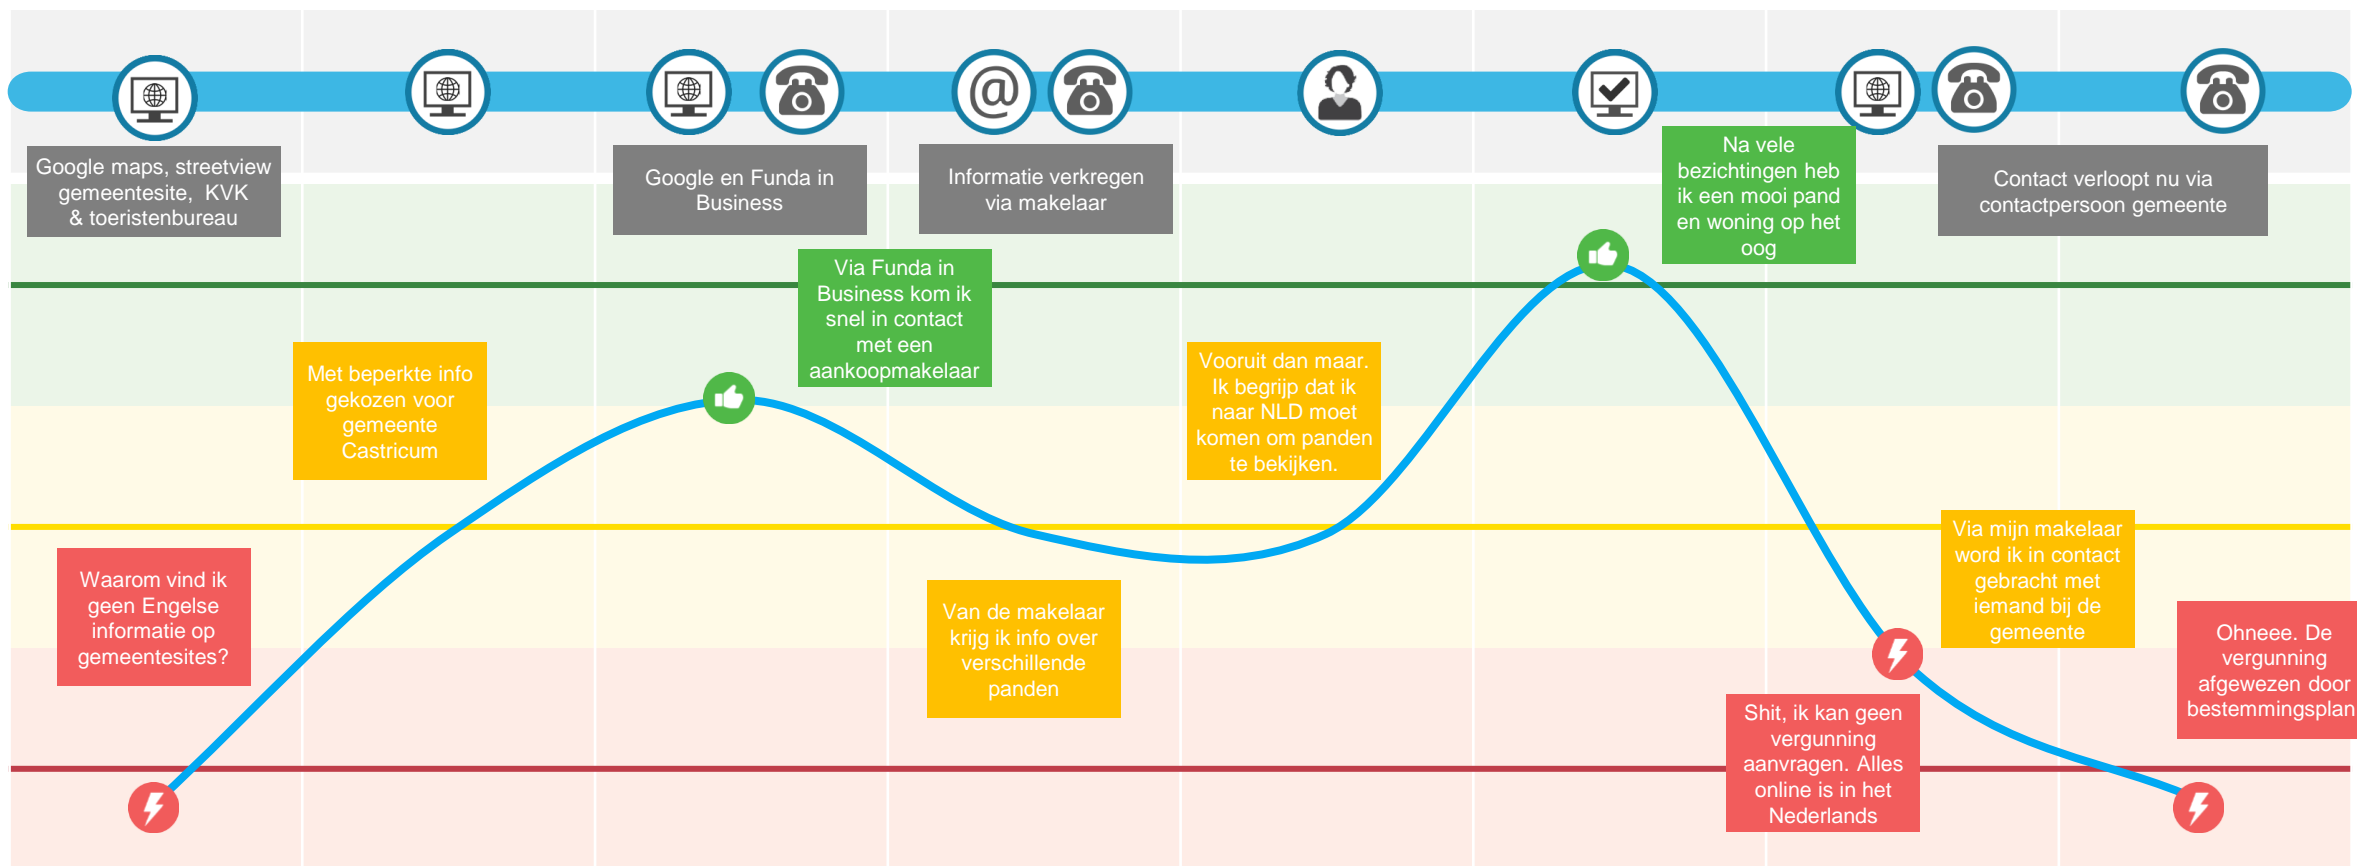 Google maps, streetview
gemeentesite, KVK
& toeristenbureau
Google en Funda in
Business
Informatie verkregen
via makelaar
Na vele
bezichtingen heb
ik een mooi pand
en woning op het
oog
Contact verloopt nu via
contactpersoon gemeente
Via Funda in
Business kom ik
snel in contact
met een
aankoopmakelaar
Met beperkte info
gekozen voor
gemeente
Castricum
Vooruit dan maar.
Ik begrijp dat ik
naar NLD moet
komen om panden
te bekijken.
Waarom vind ik
geen Engelse
informatie op
gemeentesites?
Van de makelaar
krijg ik info over
verschillende
panden
Via mijn makelaar
word ik in contact
gebracht met
iemand bij de
gemeente
Shit, ik kan geen
vergunning
aanvragen. Alles
online is in het
Nederlands
Ohneee. De
vergunning
afgewezen door
bestemmingsplan